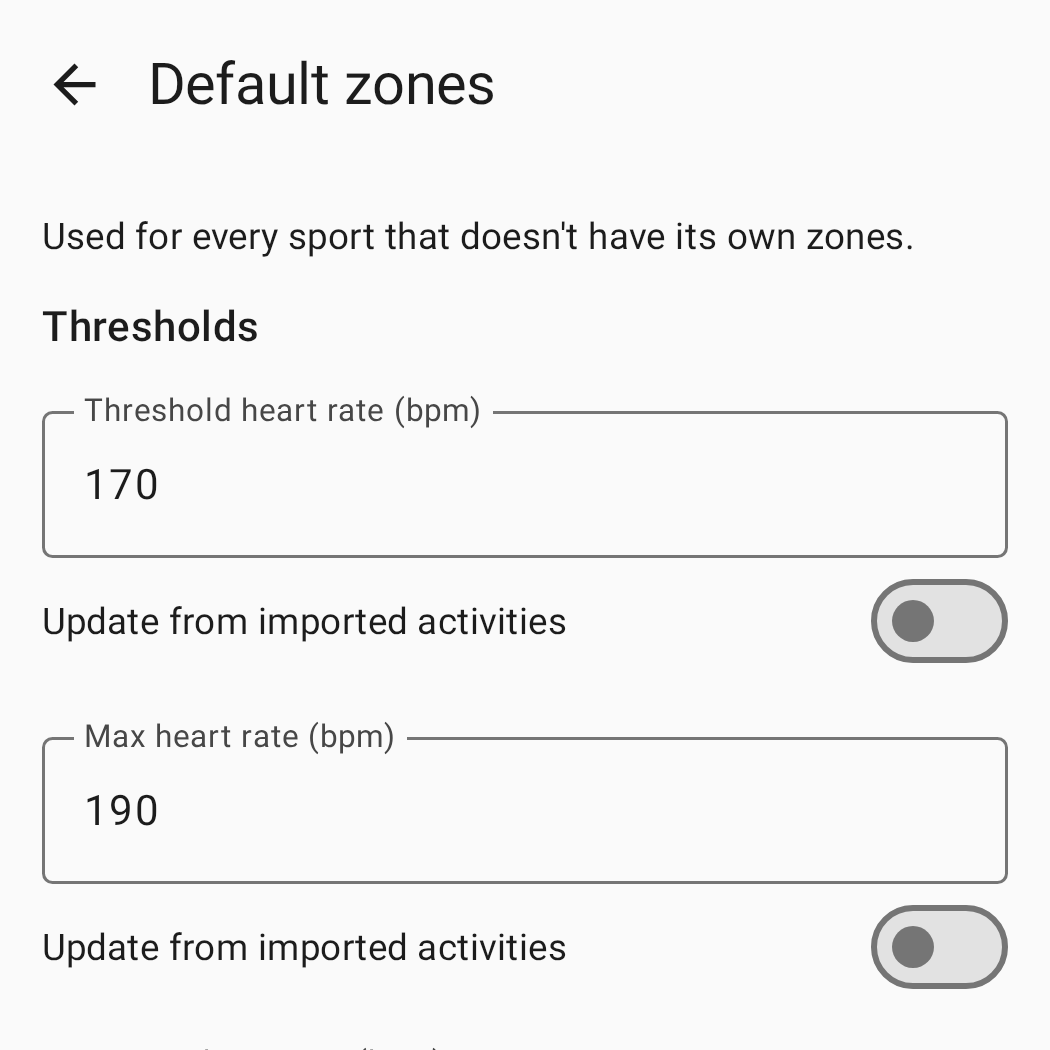 Default zones
Used for every sport that doesn't have its own zones.
Thresholds
Threshold heart rate (bpm)
170
Update from imported activities
Max heart rate (bpm)
190
Update from imported activities